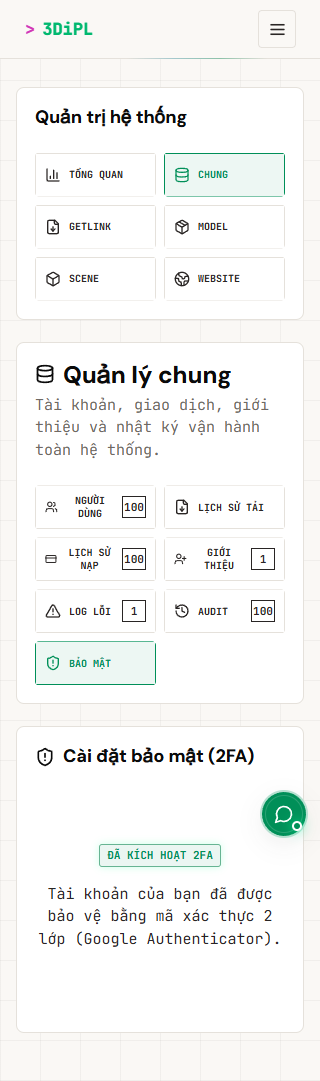 > 3DiPL
Quản trị hệ thống
TỔNG QUAN
CHUNG
GETLINK
MODEL
SCENE
WEBSITE
Quản lý chung
Tài khoản, giao dịch, giới
thiệu và nhật ký vận hành
toàn hệ thống.
NGƯỜI
DÙNG
100
LỊCH SỬ TẢI
LỊCH SỬ
NẠP
100
GIỚI
THIỆU
1
LOG LỖI
1
AUDIT
100
BẢO MẬT
Cài đặt bảo mật (2FA)
ĐÃ KÍCH HOẠT 2FA
Tài khoản của bạn đã được
bảo vệ bằng mã xác thực 2
lớp (Google Authenticator).